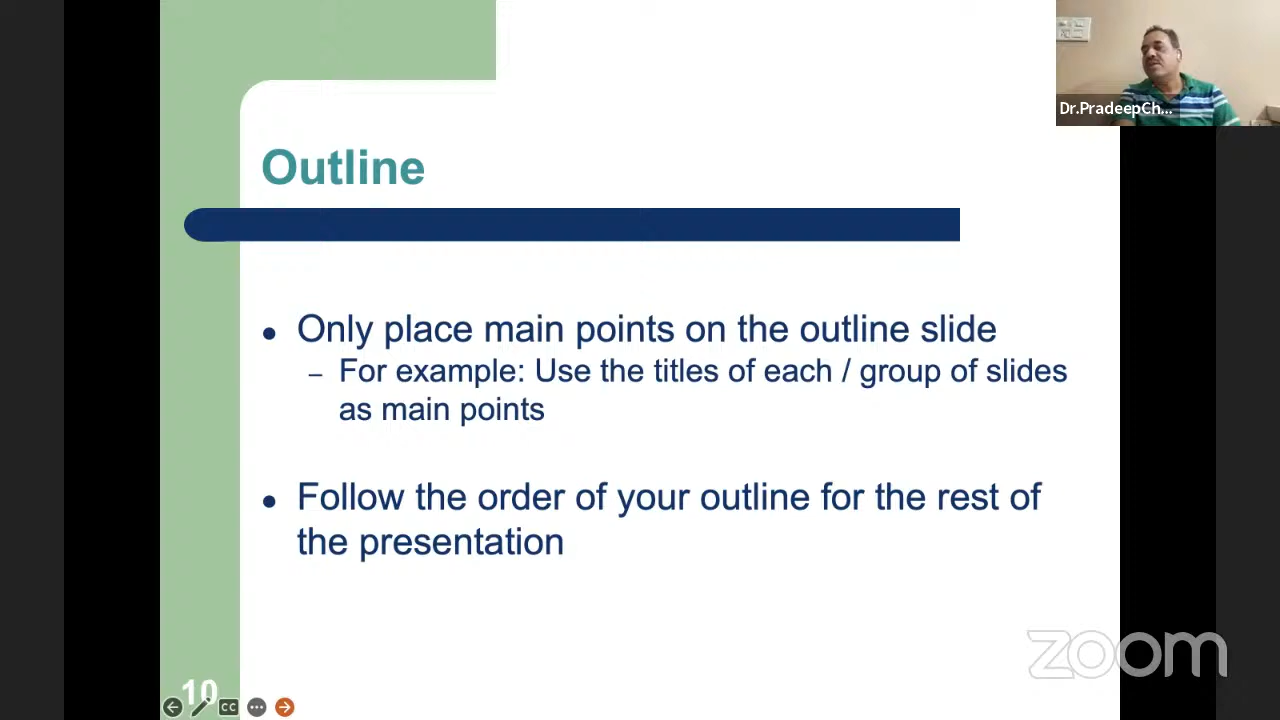 Dr.PradeepCh...
Outline
● Only place main points on the outline slide
– For example: Use the titles of each / group of slides
as main points
● Follow the order of your outline for the rest of
the presentation
zoom
10
CC